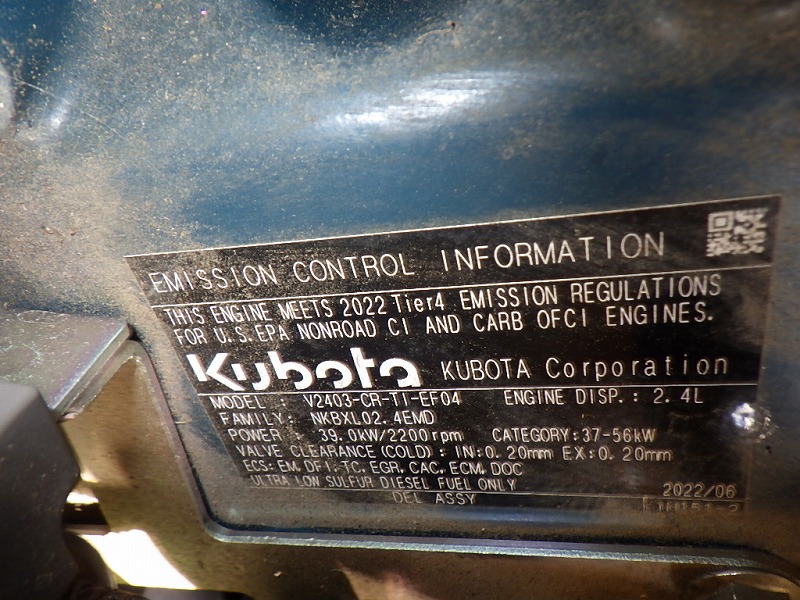 EMISSION CONTROL INFORMATION
THIS ENGINE MEETS 2022 Tier4 EMISSION REGULATIONS
FOR U.S.EPA NONROAD CI AND CARB OFCI ENGINES.
Kubota KUBOTA Corporation
MODEL : V2403-CR-TI-EF04 ENGINE DISP.: 2.4L
FAMILY: NKBXL02.4EMD
POWER 39.0kW/2200rpm CATEGORY:37-56kW
VALVE CLEARANCE (COLD) : IN:0.20mm EX:0.20mm
ECS: EM, DFI, TC, EGR, CAC, ECM, DOC
ULTRA LOW SULFUR DIESEL FUEL ONLY 2022/06
DEL ASSY